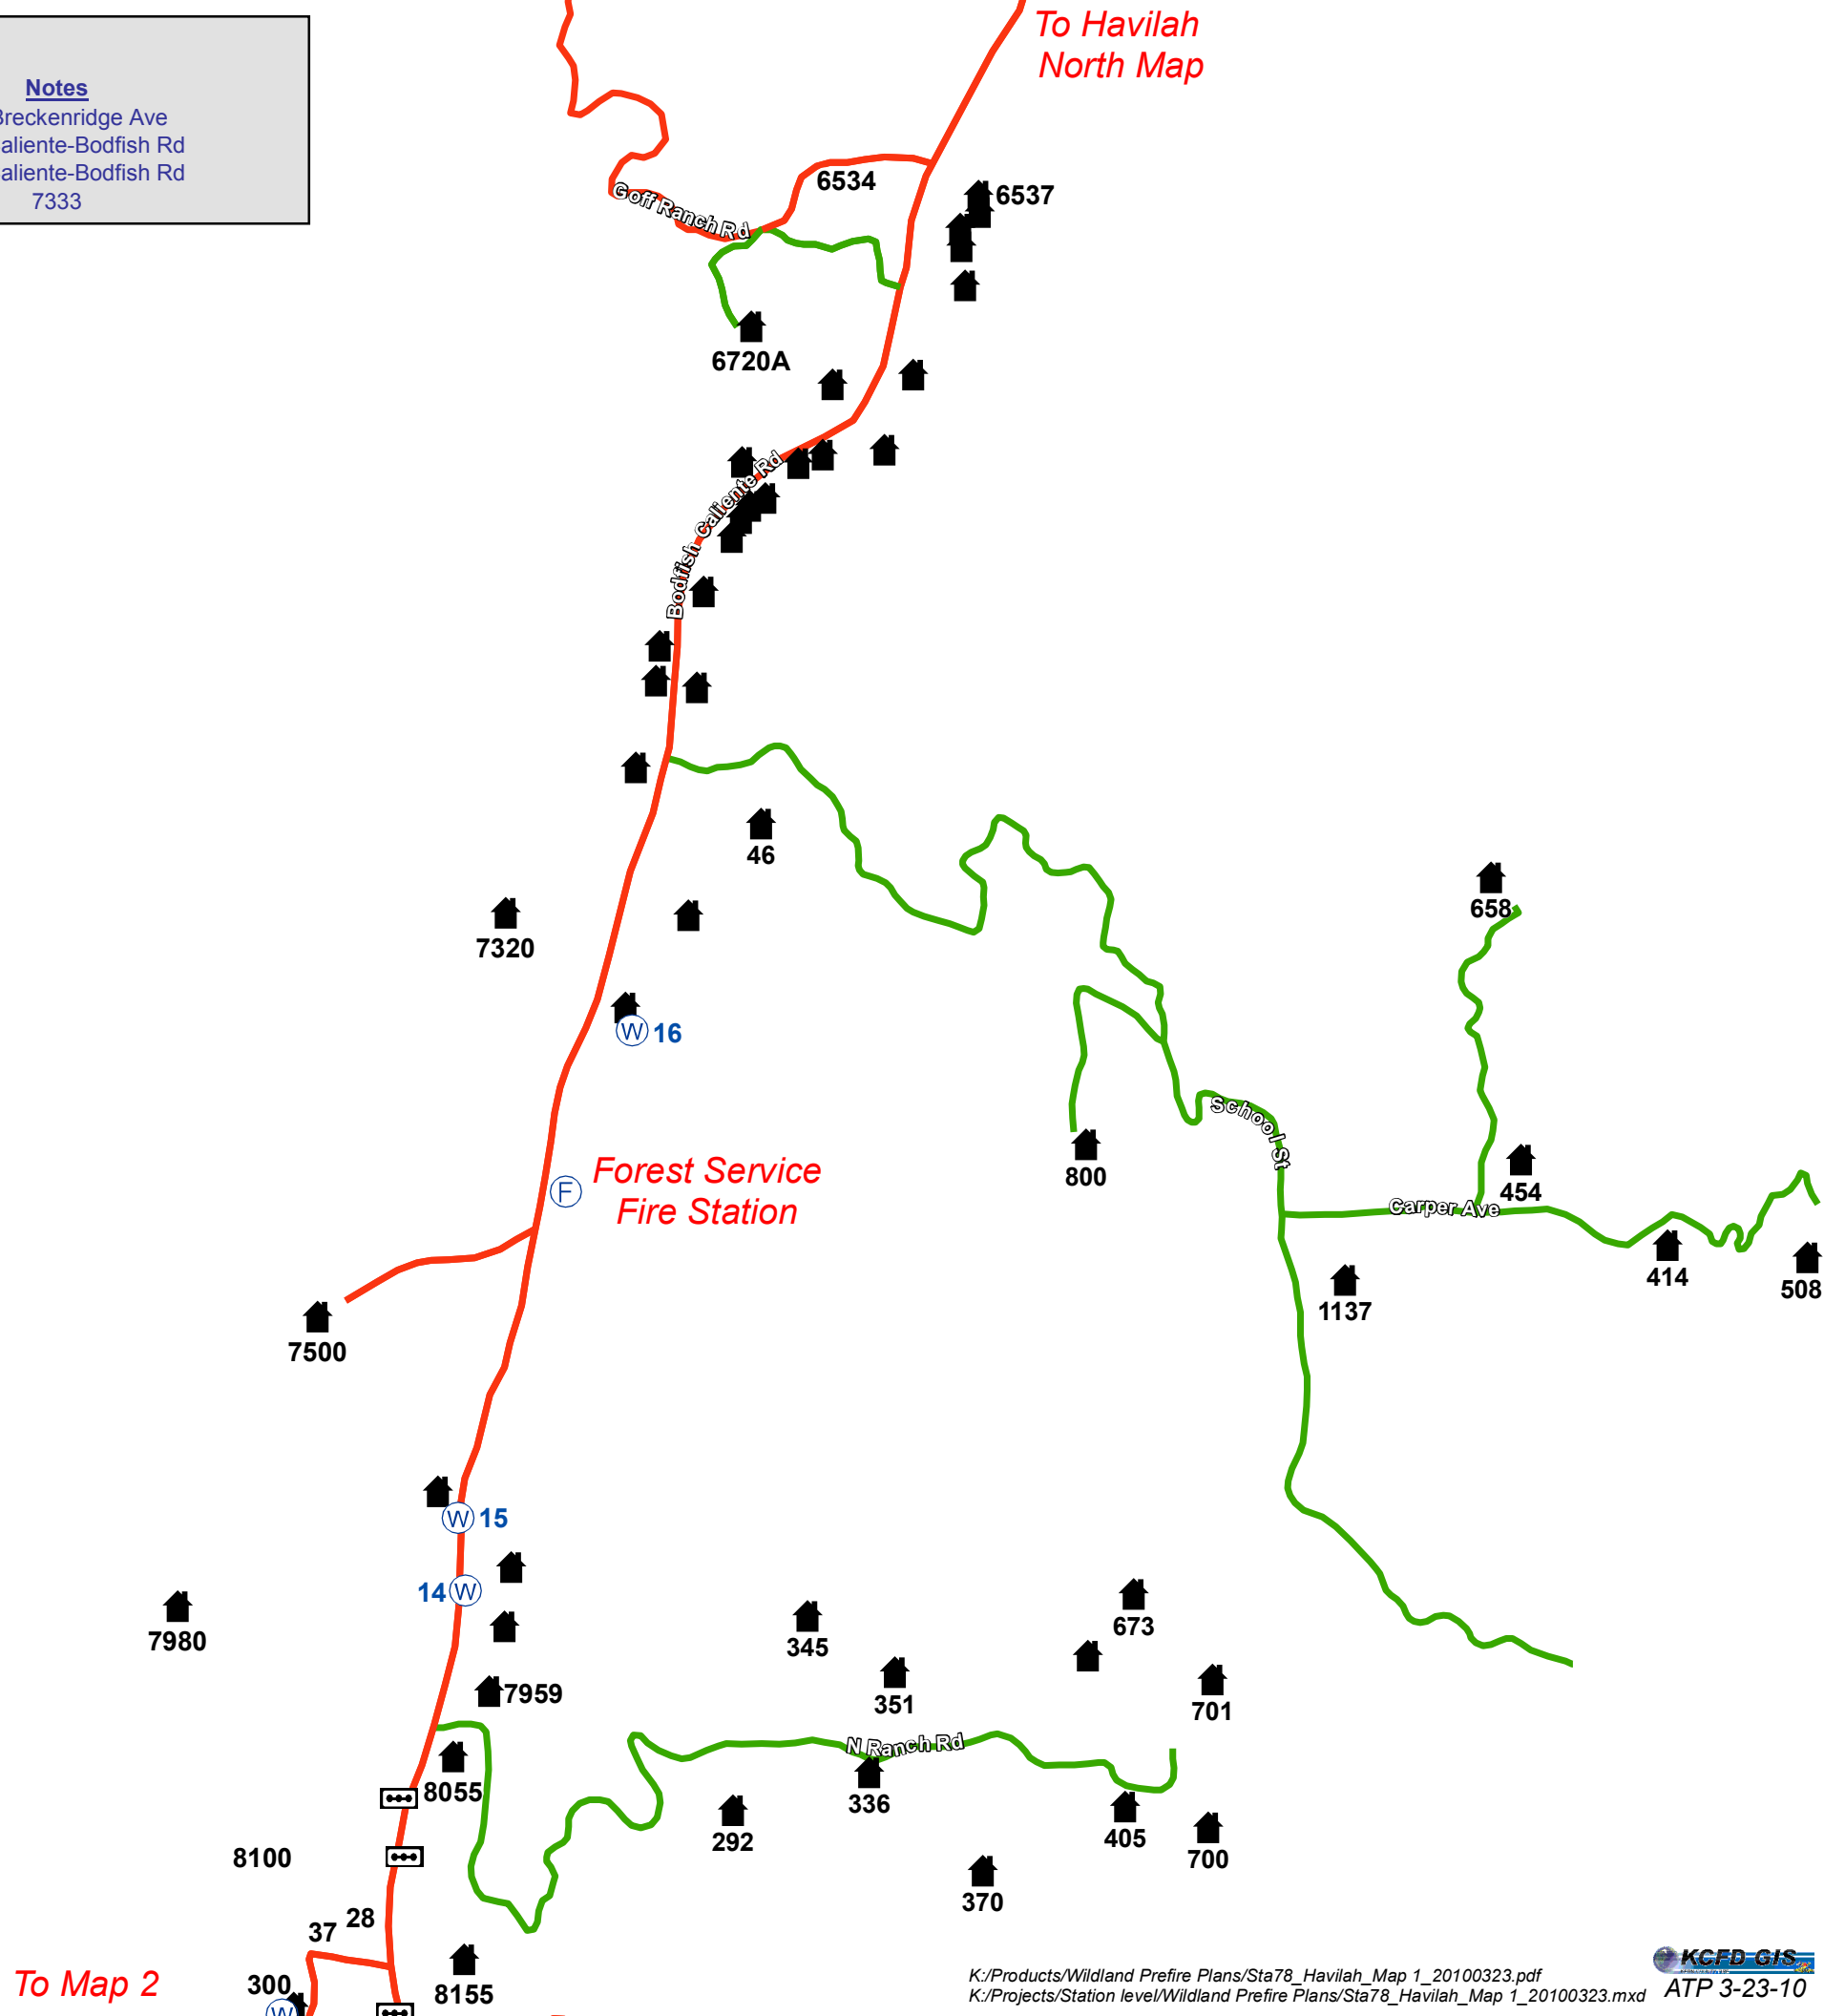 To Havilah
North Map
Notes
Breckenridge Ave
aliente-Bodfish Rd
aliente-Bodfish Rd
7333
6534
6537
Goff Ranch Rd
6720A
Bodfish Caliente Rd
46
658
7320
W 16
School St
800
Forest Service
Fire Station
F
454
Carper Ave
414
508
1137
7500
W 15
14 W
7980
673
345
351
701
7959
N Ranch Rd
8055
336
292
405
700
8100
370
28
37
To Map 2
300
W
8155
K:/Products/Wildland Prefire Plans/Sta78_Havilah_Map 1_20100323.pdf
K:/Projects/Station level/Wildland Prefire Plans/Sta78_Havilah_Map 1_20100323.mxd
KCFD GIS
ATP 3-23-10